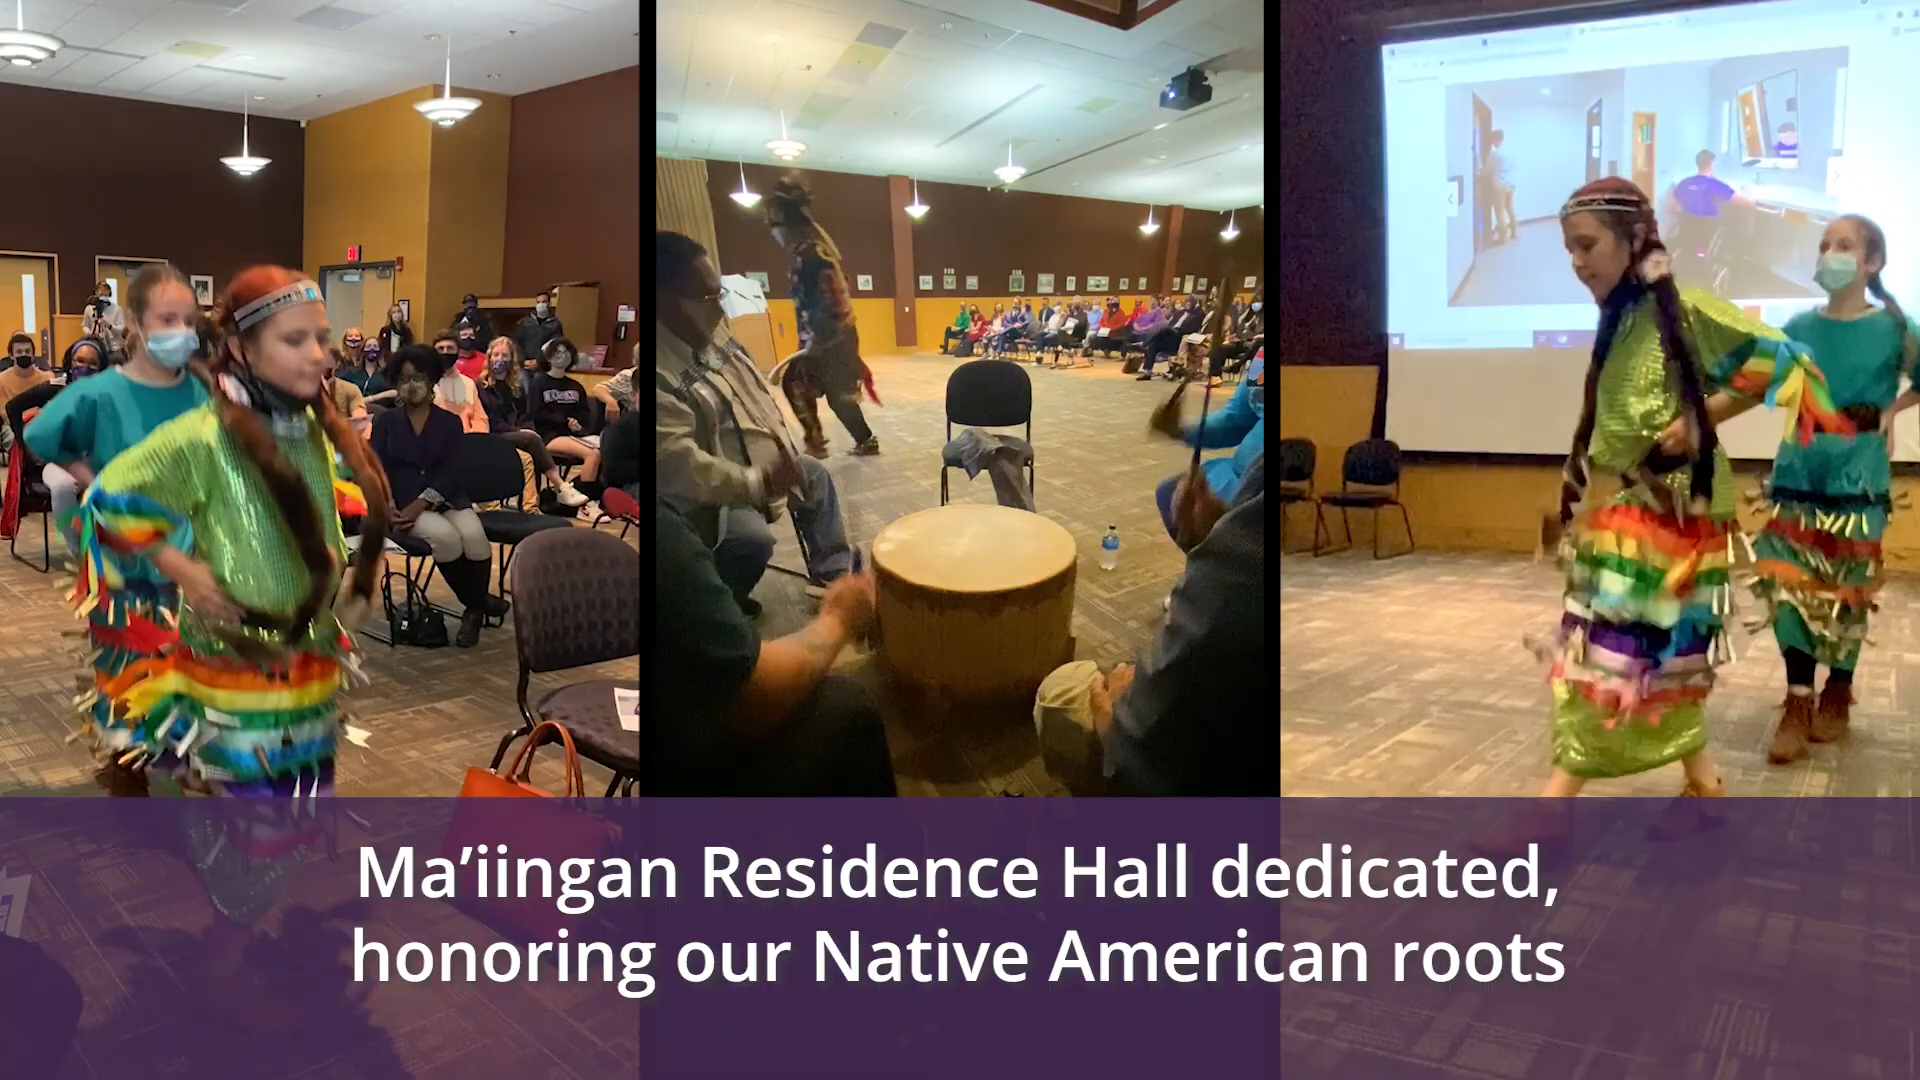 Ma’iingan Residence Hall dedicated,
honoring our Native American roots